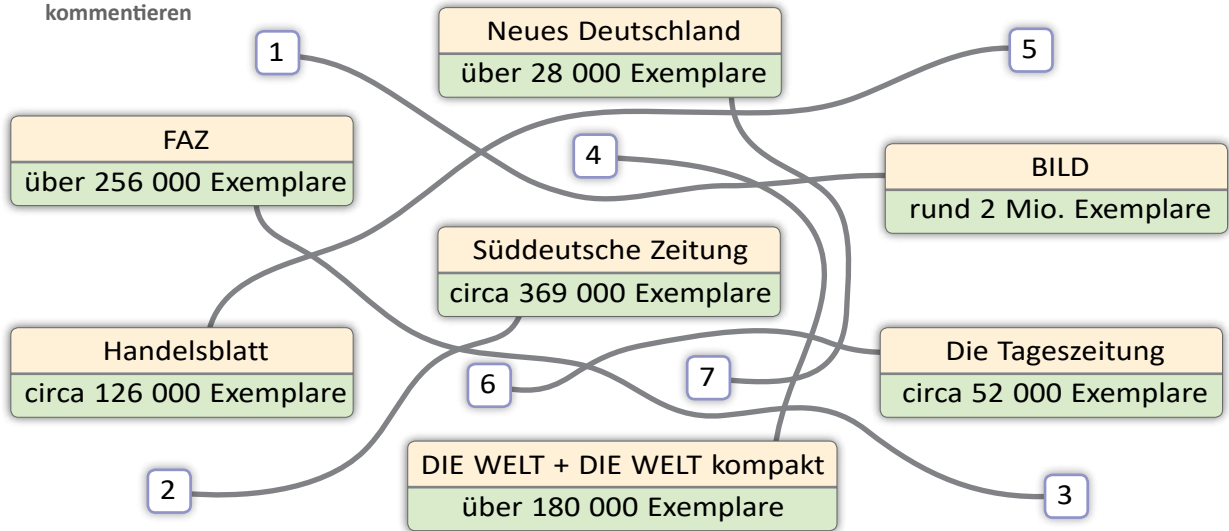 kommentieren
1
Neues Deutschland
über 28 000 Exemplare
5
FAZ
über 256 000 Exemplare
4
BILD
rund 2 Mio. Exemplare
Süddeutsche Zeitung
circa 369 000 Exemplare
Handelsblatt
circa 126 000 Exemplare
6
7
Die Tageszeitung
circa 52 000 Exemplare
2
DIE WELT + DIE WELT kompakt
über 180 000 Exemplare
3